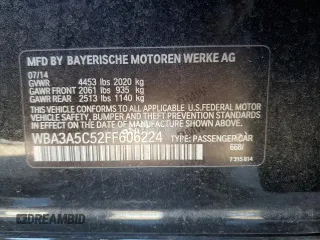 MFD BY BAYERISCHE MOTOREN WERKE AG
07/14
GVWR 4453 lbs 2020 kg
GAWR FRONT 2061 lbs 935 kg
GAWR REAR 2513 lbs 1140 kg
THIS VEHICLE CONFORMS TO ALL APPLICABLE
U.S. FEDERAL MOTOR VEHICLE SAFETY,
BUMPER, AND THEFT PREVENTION STANDARDS
IN EFFECT ON THE DATE OF
MANUFACTURE SHOWN ABOVE.
WBA3A5C52FF606224 TYPE: PASSENGER CAR
668/
7315814
DREAMBID